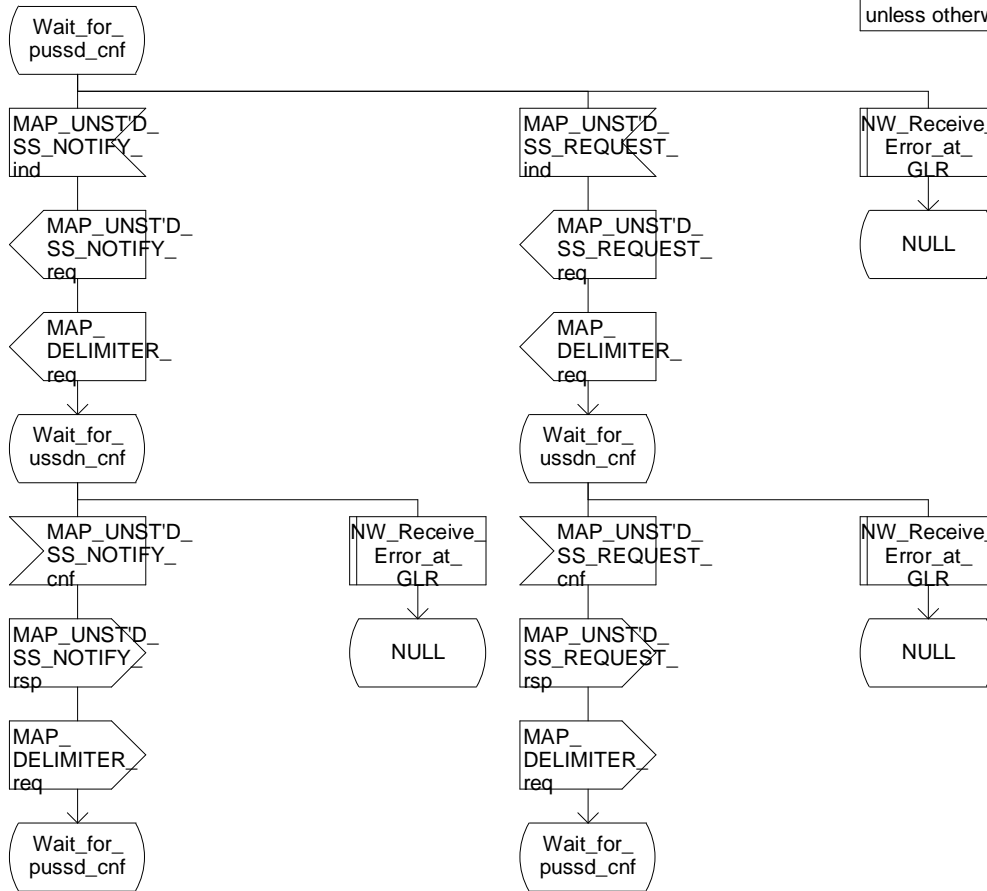 unless otherw
Wait_for_
pussd_cnf
MAP_UNST'D_
SS_NOTIFY_
ind
MAP_UNST'D_
SS_REQUEST_
ind
NW_Receive_
Error_at_
GLR
MAP_UNST'D_
SS_NOTIFY_
req
MAP_UNST'D_
SS_REQUEST_
req
NULL
MAP_
DELIMITER_
req
MAP_
DELIMITER_
req
Wait_for_
ussdn_cnf
Wait_for_
ussdn_cnf
MAP_UNST'D_
SS_NOTIFY_
cnf
NW_Receive_
Error_at_
GLR
MAP_UNST'D_
SS_REQUEST_
cnf
NW_Receive_
Error_at_
GLR
MAP_UNST'D_
SS_NOTIFY_
rsp
NULL
MAP_UNST'D_
SS_REQUEST_
rsp
NULL
MAP_
DELIMITER_
req
MAP_
DELIMITER_
req
Wait_for_
pussd_cnf
Wait_for_
pussd_cnf